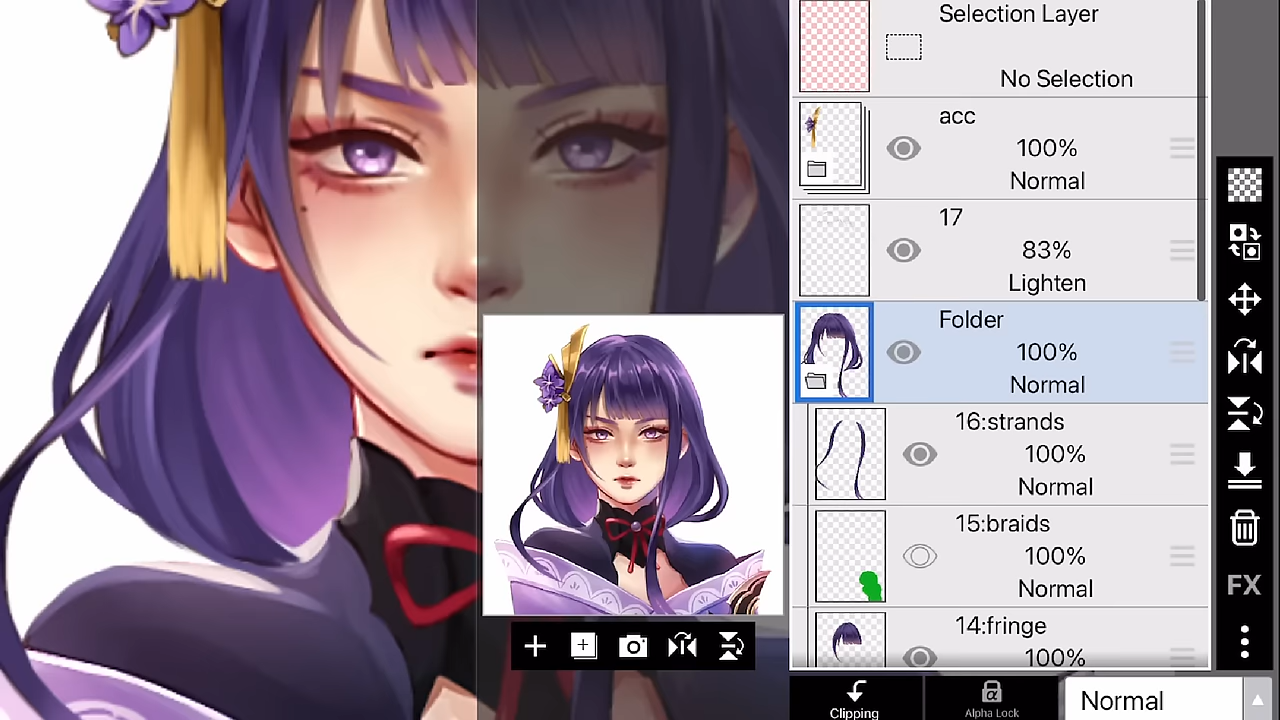 Selection Layer
No Selection
acc
100%
Normal
17
83%
Lighten
Folder
100%
Normal
16:strands
100%
Normal
15:braids
100%
Normal
14:fringe
100%
FX
Clipping
α
Alpha Lock
Normal